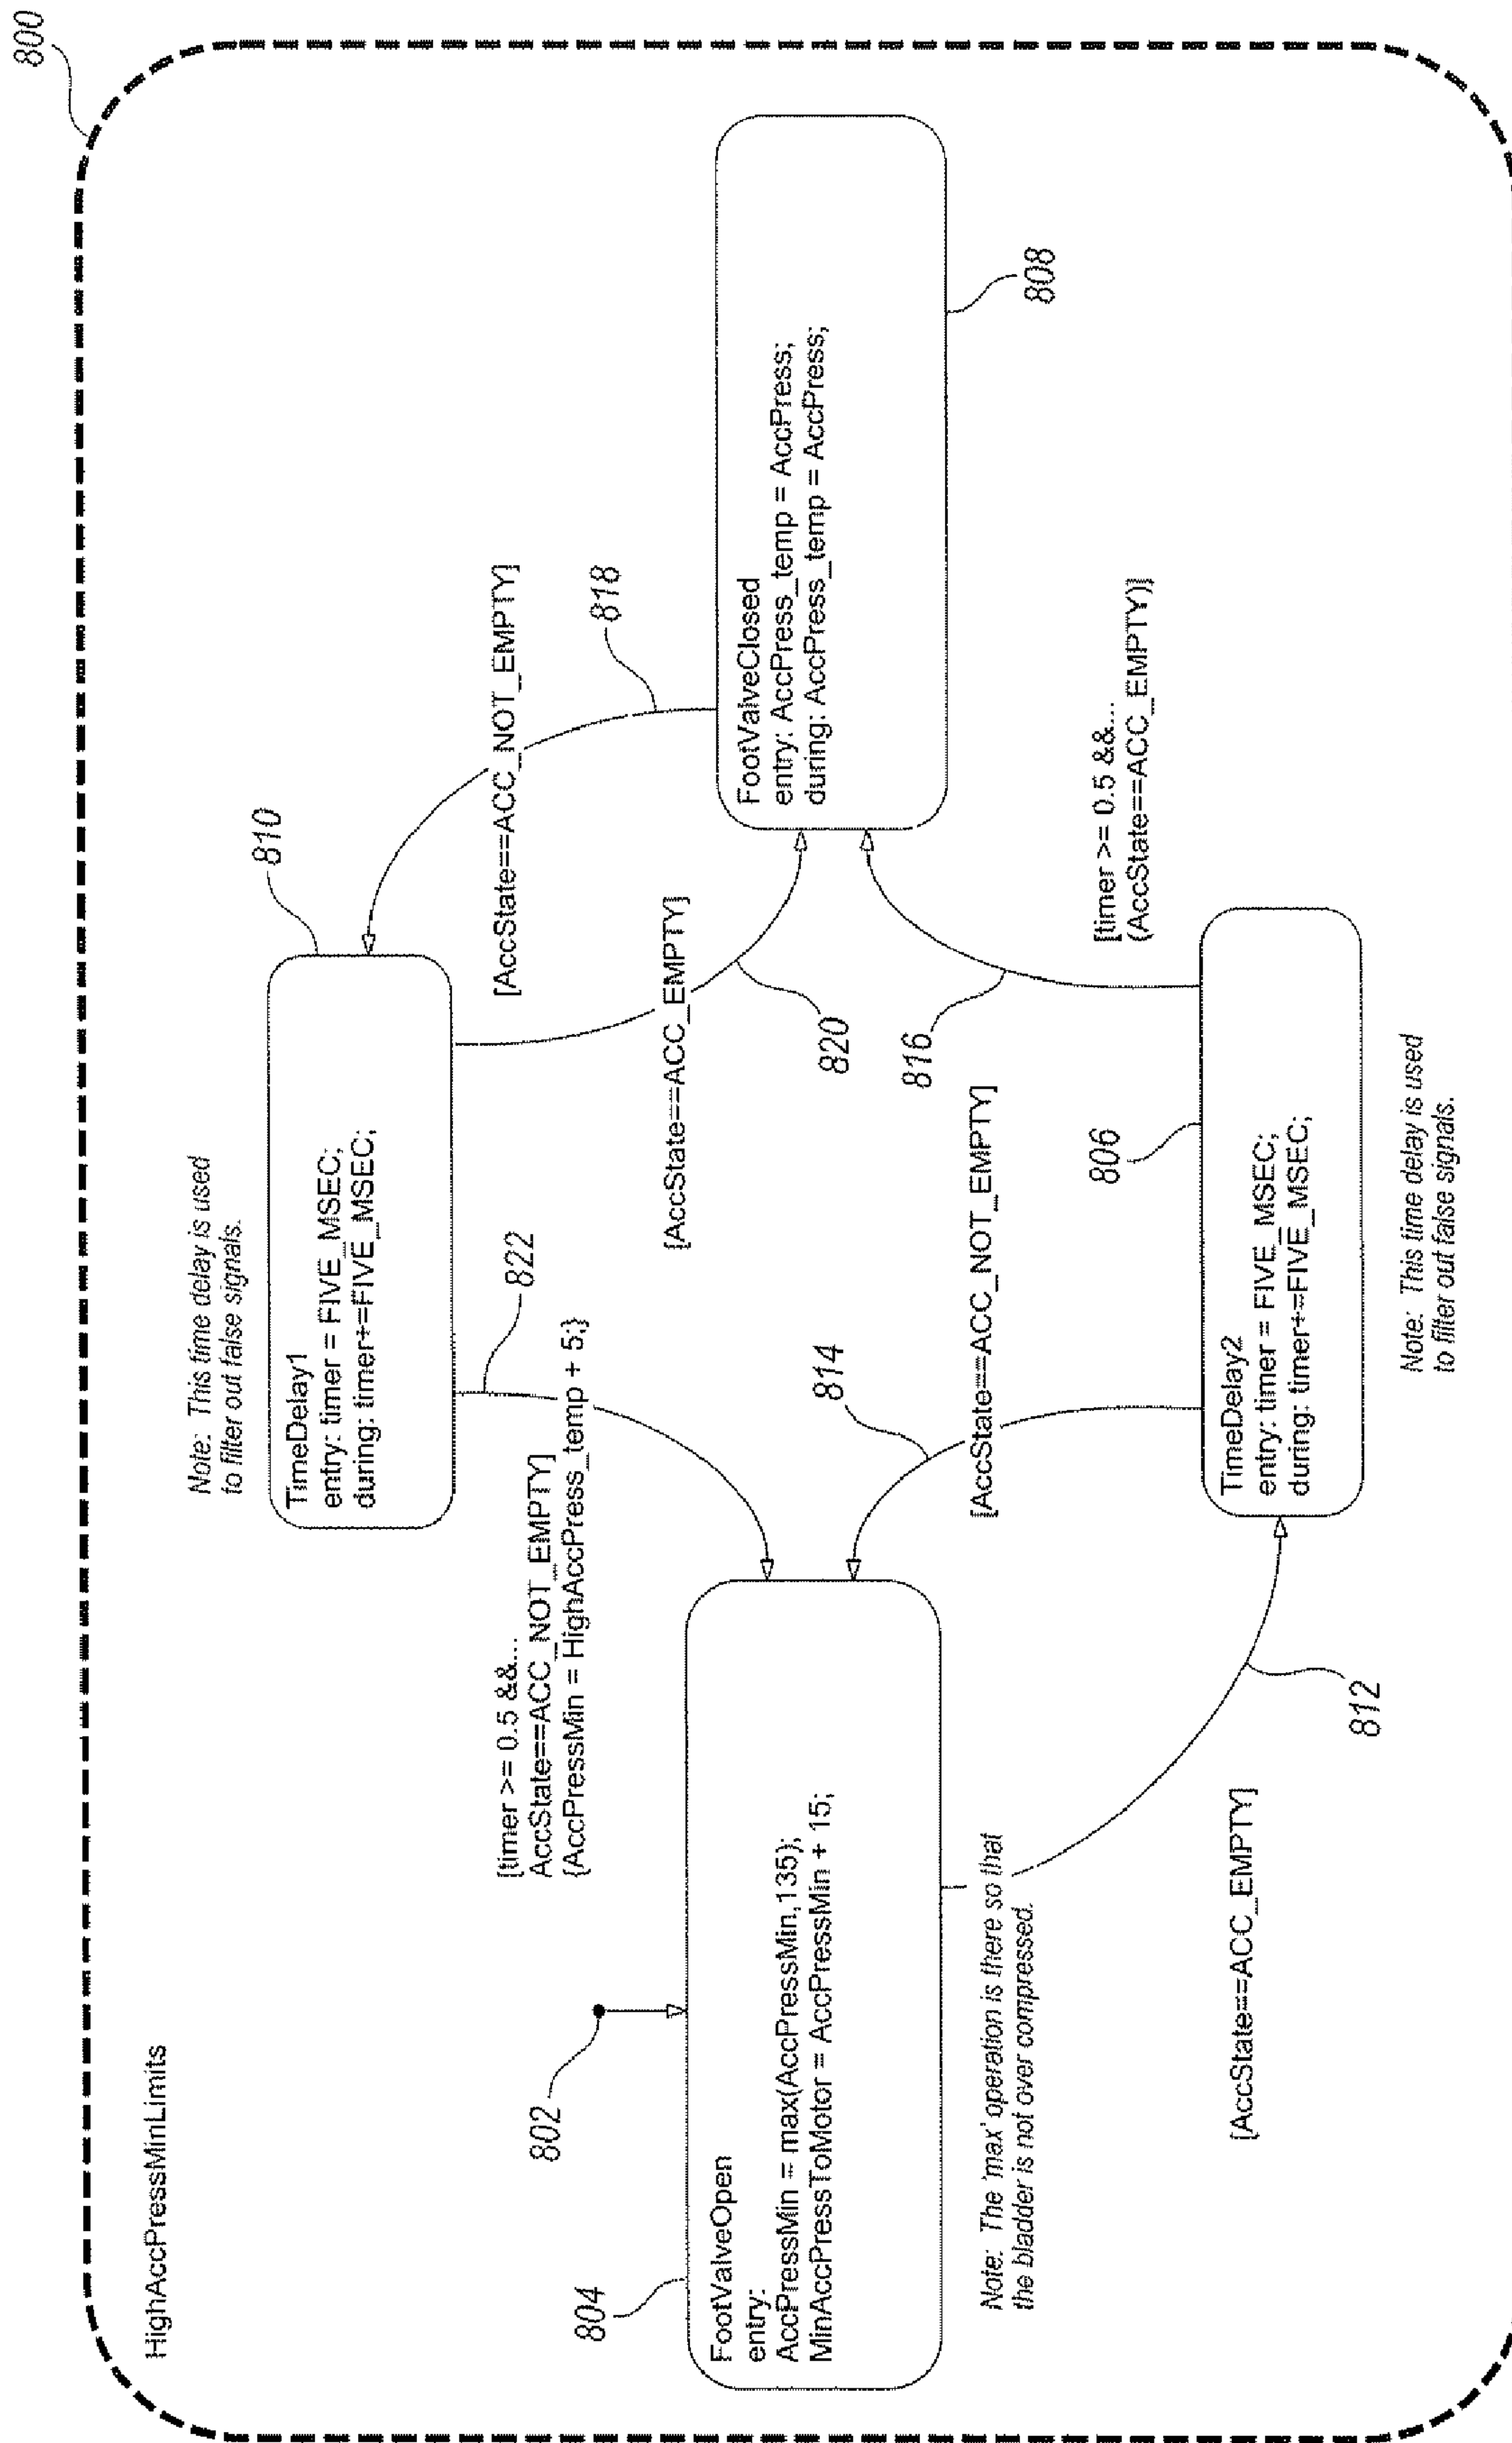 800
HighAccPressMinLimits
Note: This time delay is used
to filter out false signals.
810
TimeDelay1
entry: timer = FIVE_MSEC;
during: timer+=FIVE_MSEC;
[AccState==ACC_NOT_EMPTY]
818
822
[timer >= 0.5 &&...
AccState==ACC_NOT_EMPTY]
{AccPressMin = HighAccPress_temp + 5;}
802
[AccState==ACC_EMPTY]
820
804
FootValveOpen
entry:
AccPressMin = max(AccPressMin,135);
MinAccPressToMotor = AccPressMin + 15;
Note: The 'max' operation is there so that
the bladder is not over compressed.
FootValveClosed
entry: AccPress_temp = AccPress;
during: AccPress_temp = AccPress;
808
814
[AccState==ACC_NOT_EMPTY]
816
[timer >= 0.5 &&...
(AccState==ACC_EMPTY)]
806
TimeDelay2
entry: timer = FIVE_MSEC;
during: timer+=FIVE_MSEC;
812
[AccState==ACC_EMPTY]
Note: This time delay is used
to filter out false signals.